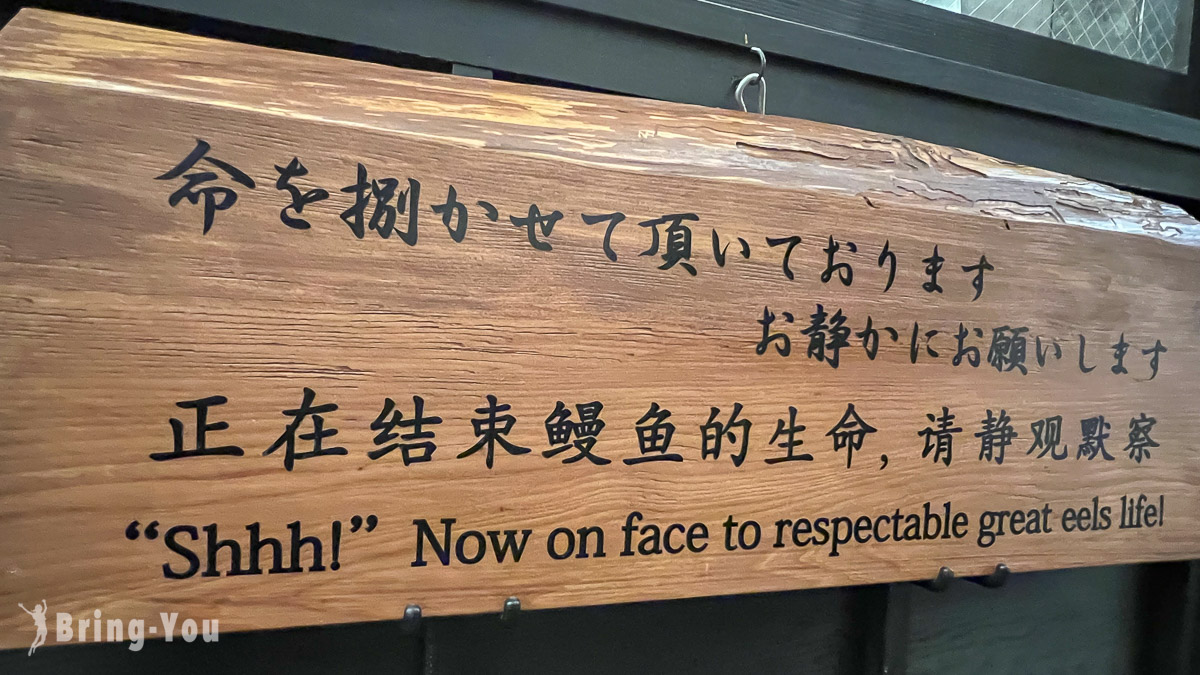 命を捌かせて頂いております
お静かにお願いします
正在结束鳗鱼的生命，请静观默察
“Shhh!” Now on face to respectable great eels life!
Bring-You